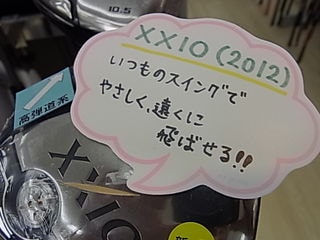 10.5
XXIO (2012)
いつものスイングで
やさしく、遠くに
飛ばせる!!
高弾道系
XXIO